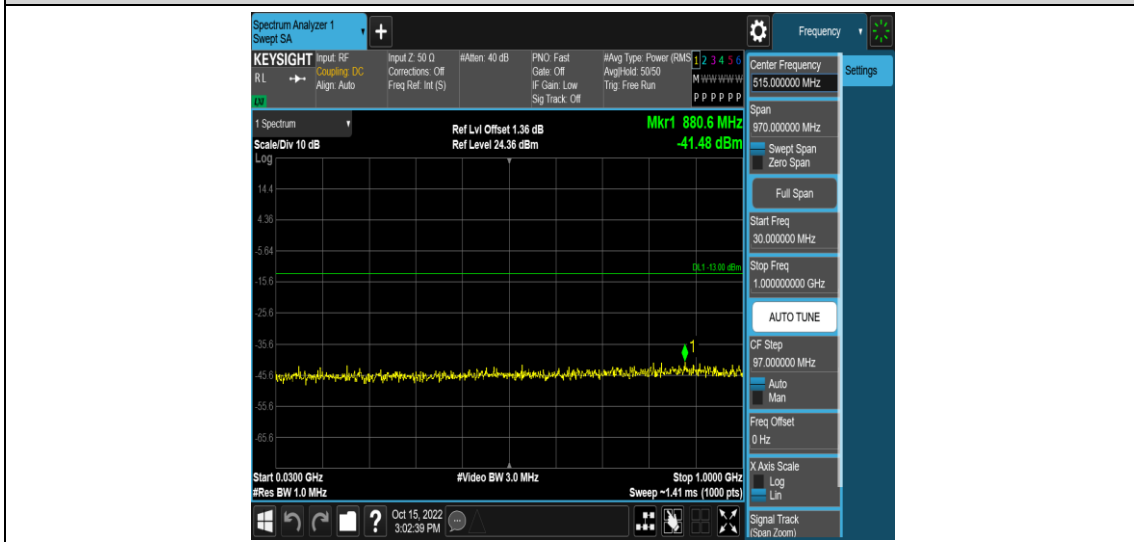 Spectrum Analyzer 1
Swept SA
+
Frequency
KEYSIGHT
RL
Input: RF
Coupling: DC
Align: Auto
Input Z: 50 Ω
Corrections: Off
Freq Ref: Int (S)
#Atten: 40 dB
PNO: Fast
Gate: Off
IF Gain: Low
Sig Track: Off
#Avg Type: Power (RMS
Avg|Hold: 50/50
Trig: Free Run
1 2 3 4 5 6
M W W W W W
P P P P P P
1 Spectrum
Scale/Div 10 dB
Ref Lvl Offset 1.36 dB
Ref Level 24.36 dBm
Mkr1 880.6 MHz
-41.48 dBm
Log
14.4
4.36
-5.64
-15.6
-25.6
-35.6
-45.6
-55.6
-65.6
DL1 -13.00 dBm
1
Start 0.0300 GHz
#Res BW 1.0 MHz
#Video BW 3.0 MHz
Stop 1.0000 GHz
Sweep ~1.41 ms (1000 pts)
Center Frequency
515.000000 MHz
Settings
Span
970.000000 MHz
Swept Span
Zero Span
Full Span
Start Freq
30.000000 MHz
Stop Freq
1.000000000 GHz
AUTO TUNE
CF Step
97.000000 MHz
Auto
Man
Freq Offset
0 Hz
X Axis Scale
Log
Lin
Signal Track
(Span Zoom)
?
Oct 15, 2022
3:02:39 PM